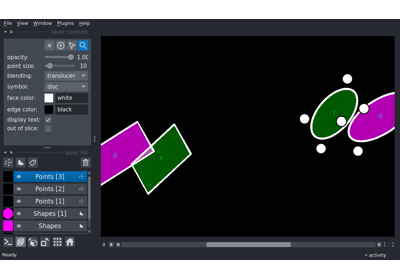 File View Window Plugins Help
layer controls
opacity: 1.00
point size: 10
blending: translucen
symbol: disc
face color: white
edge color: black
display text:
out of slice:
layer list
Points [3]
Points [2]
Points [1]
Shapes [1]
Shapes
0
1
1
0
0 1 2
Ready activity